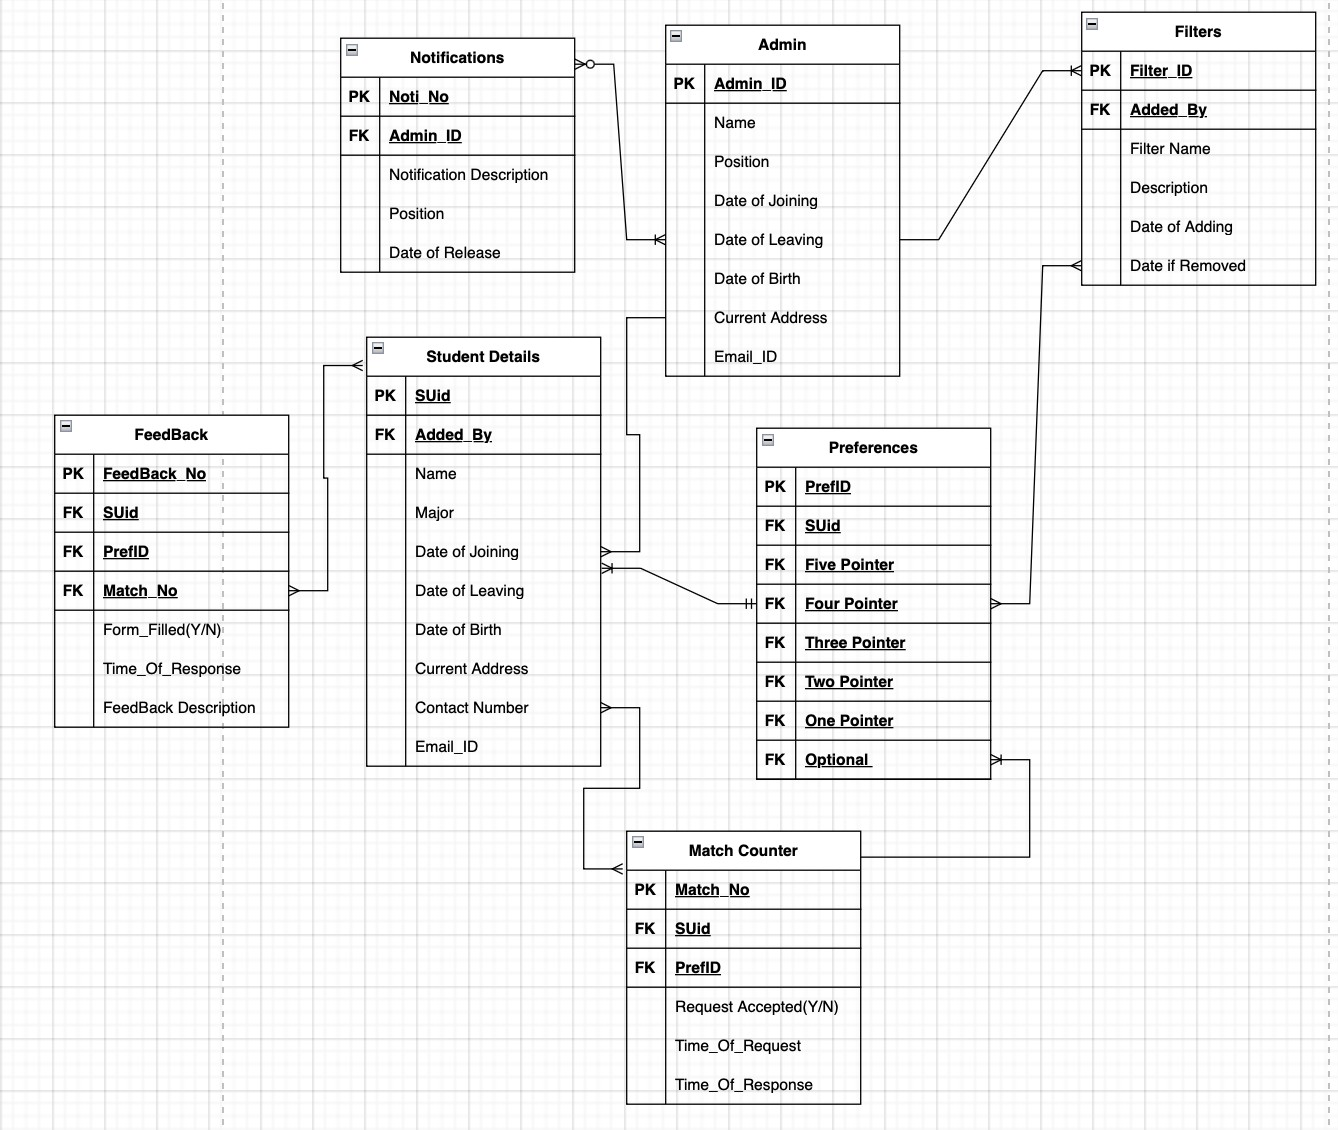 Notifications
PK Noti_No
FK Admin_ID
Notification Description
Position
Date of Release
Admin
PK Admin_ID
Name
Position
Date of Joining
Date of Leaving
Date of Birth
Current Address
Email_ID
Filters
PK Filter_ID
FK Added_By
Filter Name
Description
Date of Adding
Date if Removed
Student Details
PK SUid
FK Added_By
Name
Major
Date of Joining
Date of Leaving
Date of Birth
Current Address
Contact Number
Email_ID
FeedBack
PK FeedBack_No
FK SUid
FK PrefID
FK Match_No
Form_Filled(Y/N)
Time_Of_Response
FeedBack Description
Preferences
PK PrefID
FK SUid
FK Five Pointer
FK Four Pointer
FK Three Pointer
FK Two Pointer
FK One Pointer
FK Optional
Match Counter
PK Match_No
FK SUid
FK PrefID
Request Accepted(Y/N)
Time_Of_Request
Time_Of_Response